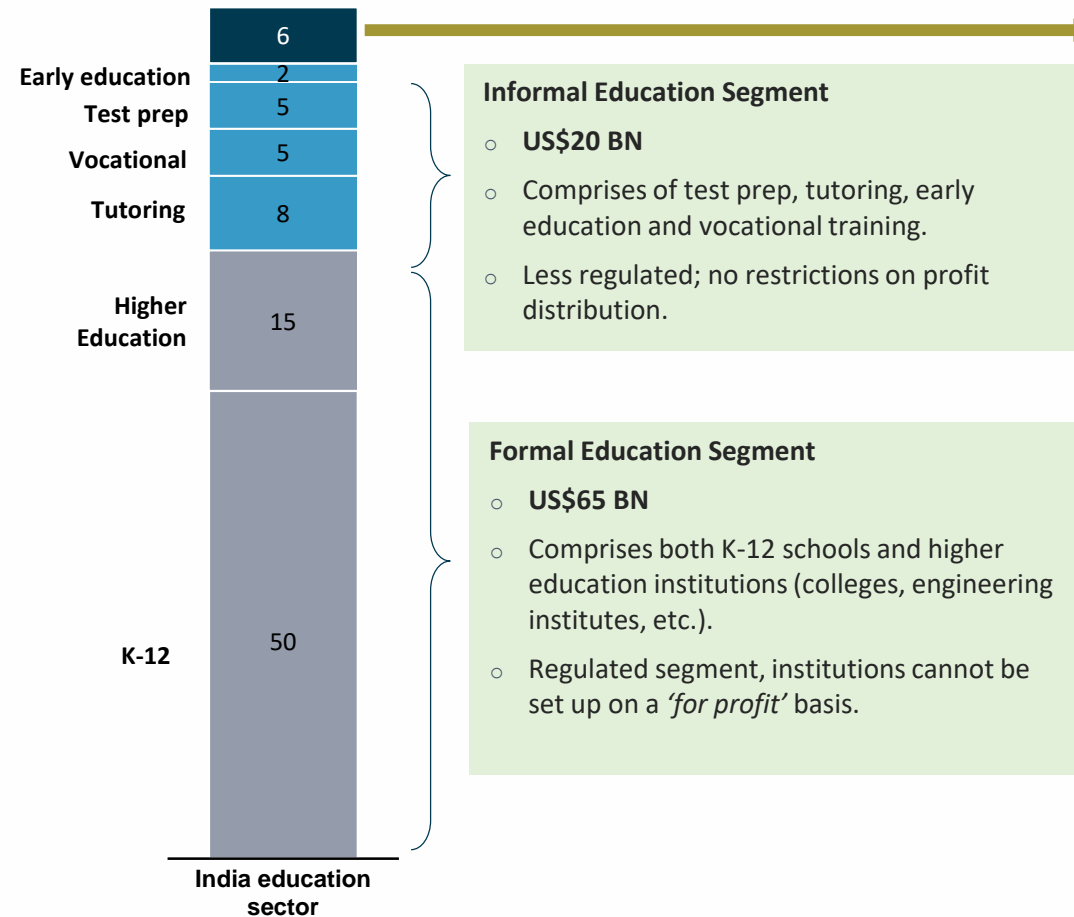 6
Early education
2
Test prep
5
Vocational
5
Tutoring
8
Higher
Education
15
K-12
50
India education
sector
Informal Education Segment
○ US$20 BN
○ Comprises of test prep, tutoring, early
education and vocational training.
○ Less regulated; no restrictions on profit
distribution.
Formal Education Segment
○ US$65 BN
○ Comprises both K-12 schools and higher
education institutions (colleges, engineering
institutes, etc.).
○ Regulated segment, institutions cannot be
set up on a ‘for profit’ basis.